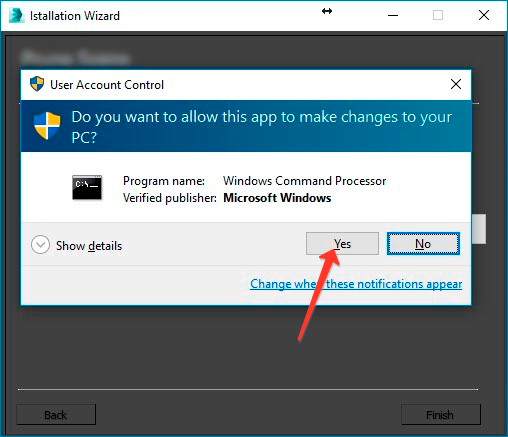 Istallation Wizard
User Account Control
Do you want to allow this app to make changes to your
PC?
C:\_
Program name: Windows Command Processor
Verified publisher: Microsoft Windows
Show details
Yes
No
Change when these notifications appear
Back
Finish